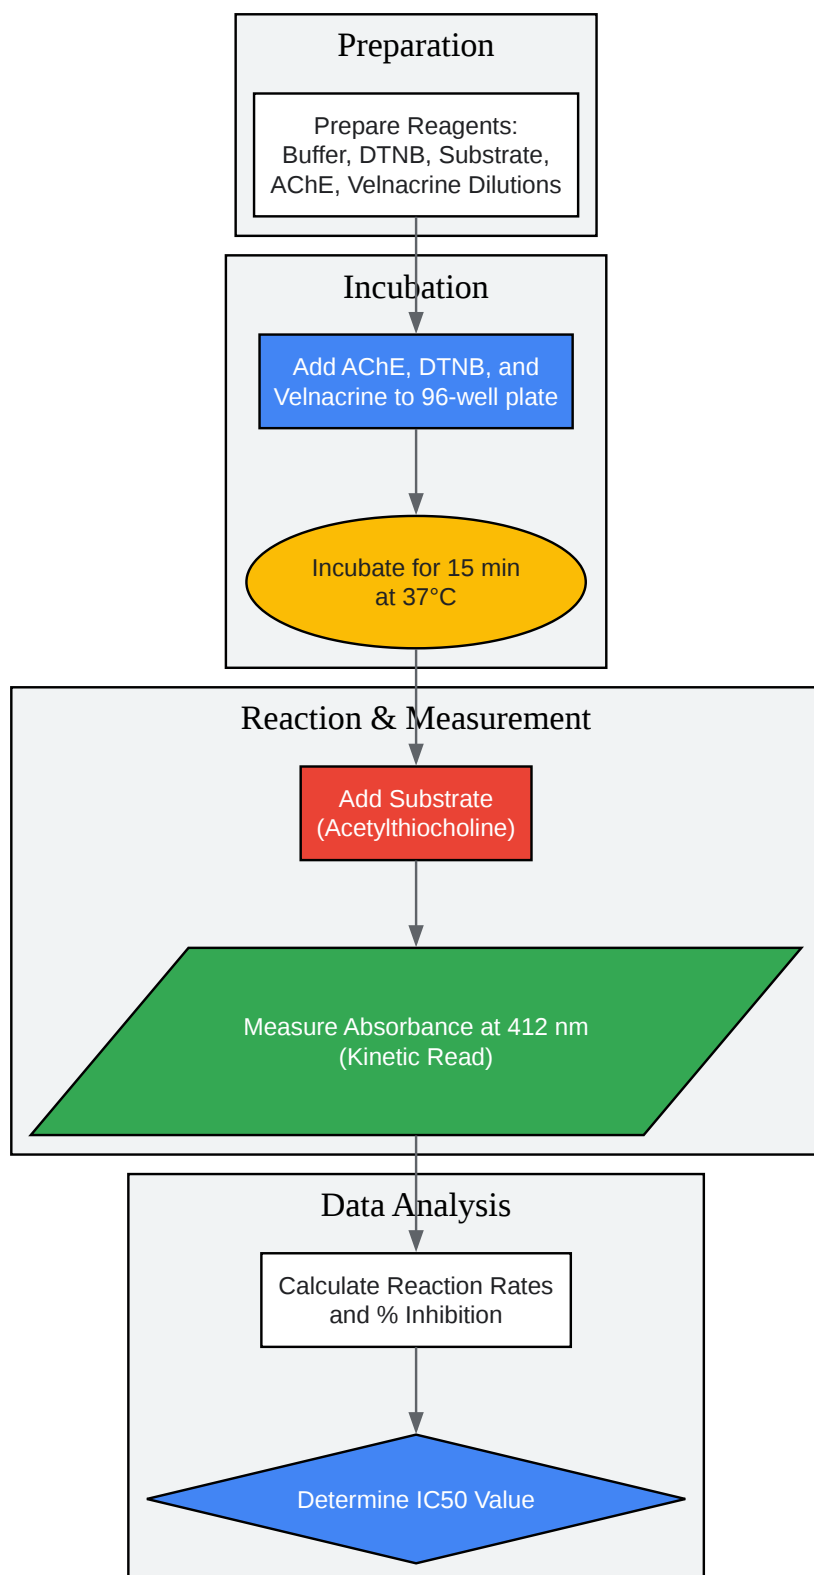 Preparation
Prepare Reagents:
Buffer, DTNB, Substrate,
AChE, Velnacrine Dilutions
Incubation
Add AChE, DTNB, and
Velnacrine to 96-well plate
Incubate for 15 min
at 37°C
Reaction & Measurement
Add Substrate
(Acetylthiocholine)
Measure Absorbance at 412 nm
(Kinetic Read)
Data Analysis
Calculate Reaction Rates
and % Inhibition
Determine IC50 Value